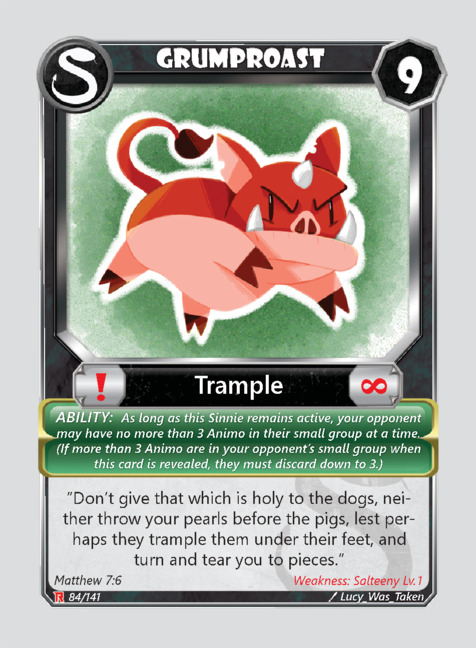 S
GRUMPROAST
9
!
Trample
∞
ABILITY: As long as this Sinnie remains active, your opponent
may have no more than 3 Animo in their small group at a time.
(If more than 3 Animo are in your opponent's small group when
this card is revealed, they must discard down to 3.)
"Don't give that which is holy to the dogs, nei-
ther throw your pearls before the pigs, lest per-
haps they trample them under their feet, and
turn and tear you to pieces."
Matthew 7:6
Weakness: Salteeny Lv.1
R 84/141
/ Lucy_Was_Taken